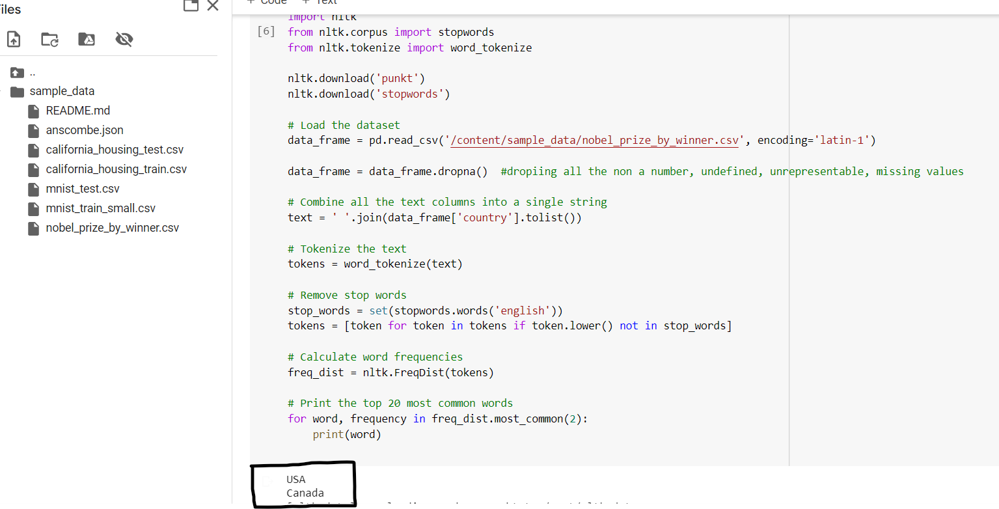 iles
+ Code + Text
..
sample_data
README.md
anscombe.json
california_housing_test.csv
california_housing_train.csv
mnist_test.csv
mnist_train_small.csv
nobel_prize_by_winner.csv
[6]
import nltk
from nltk.corpus import stopwords
from nltk.tokenize import word_tokenize
nltk.download('punkt')
nltk.download('stopwords')
# Load the dataset
data_frame = pd.read_csv('/content/sample_data/nobel_prize_by_winner.csv', encoding='latin-1')
data_frame = data_frame.dropna()  #dropiing all the non a number, undefined, unrepresentable, missing values
# Combine all the text columns into a single string
text = ' '.join(data_frame['country'].tolist())
# Tokenize the text
tokens = word_tokenize(text)
# Remove stop words
stop_words = set(stopwords.words('english'))
tokens = [token for token in tokens if token.lower() not in stop_words]
# Calculate word frequencies
freq_dist = nltk.FreqDist(tokens)
# Print the top 20 most common words
for word, frequency in freq_dist.most_common(2):
    print(word)
USA
Canada